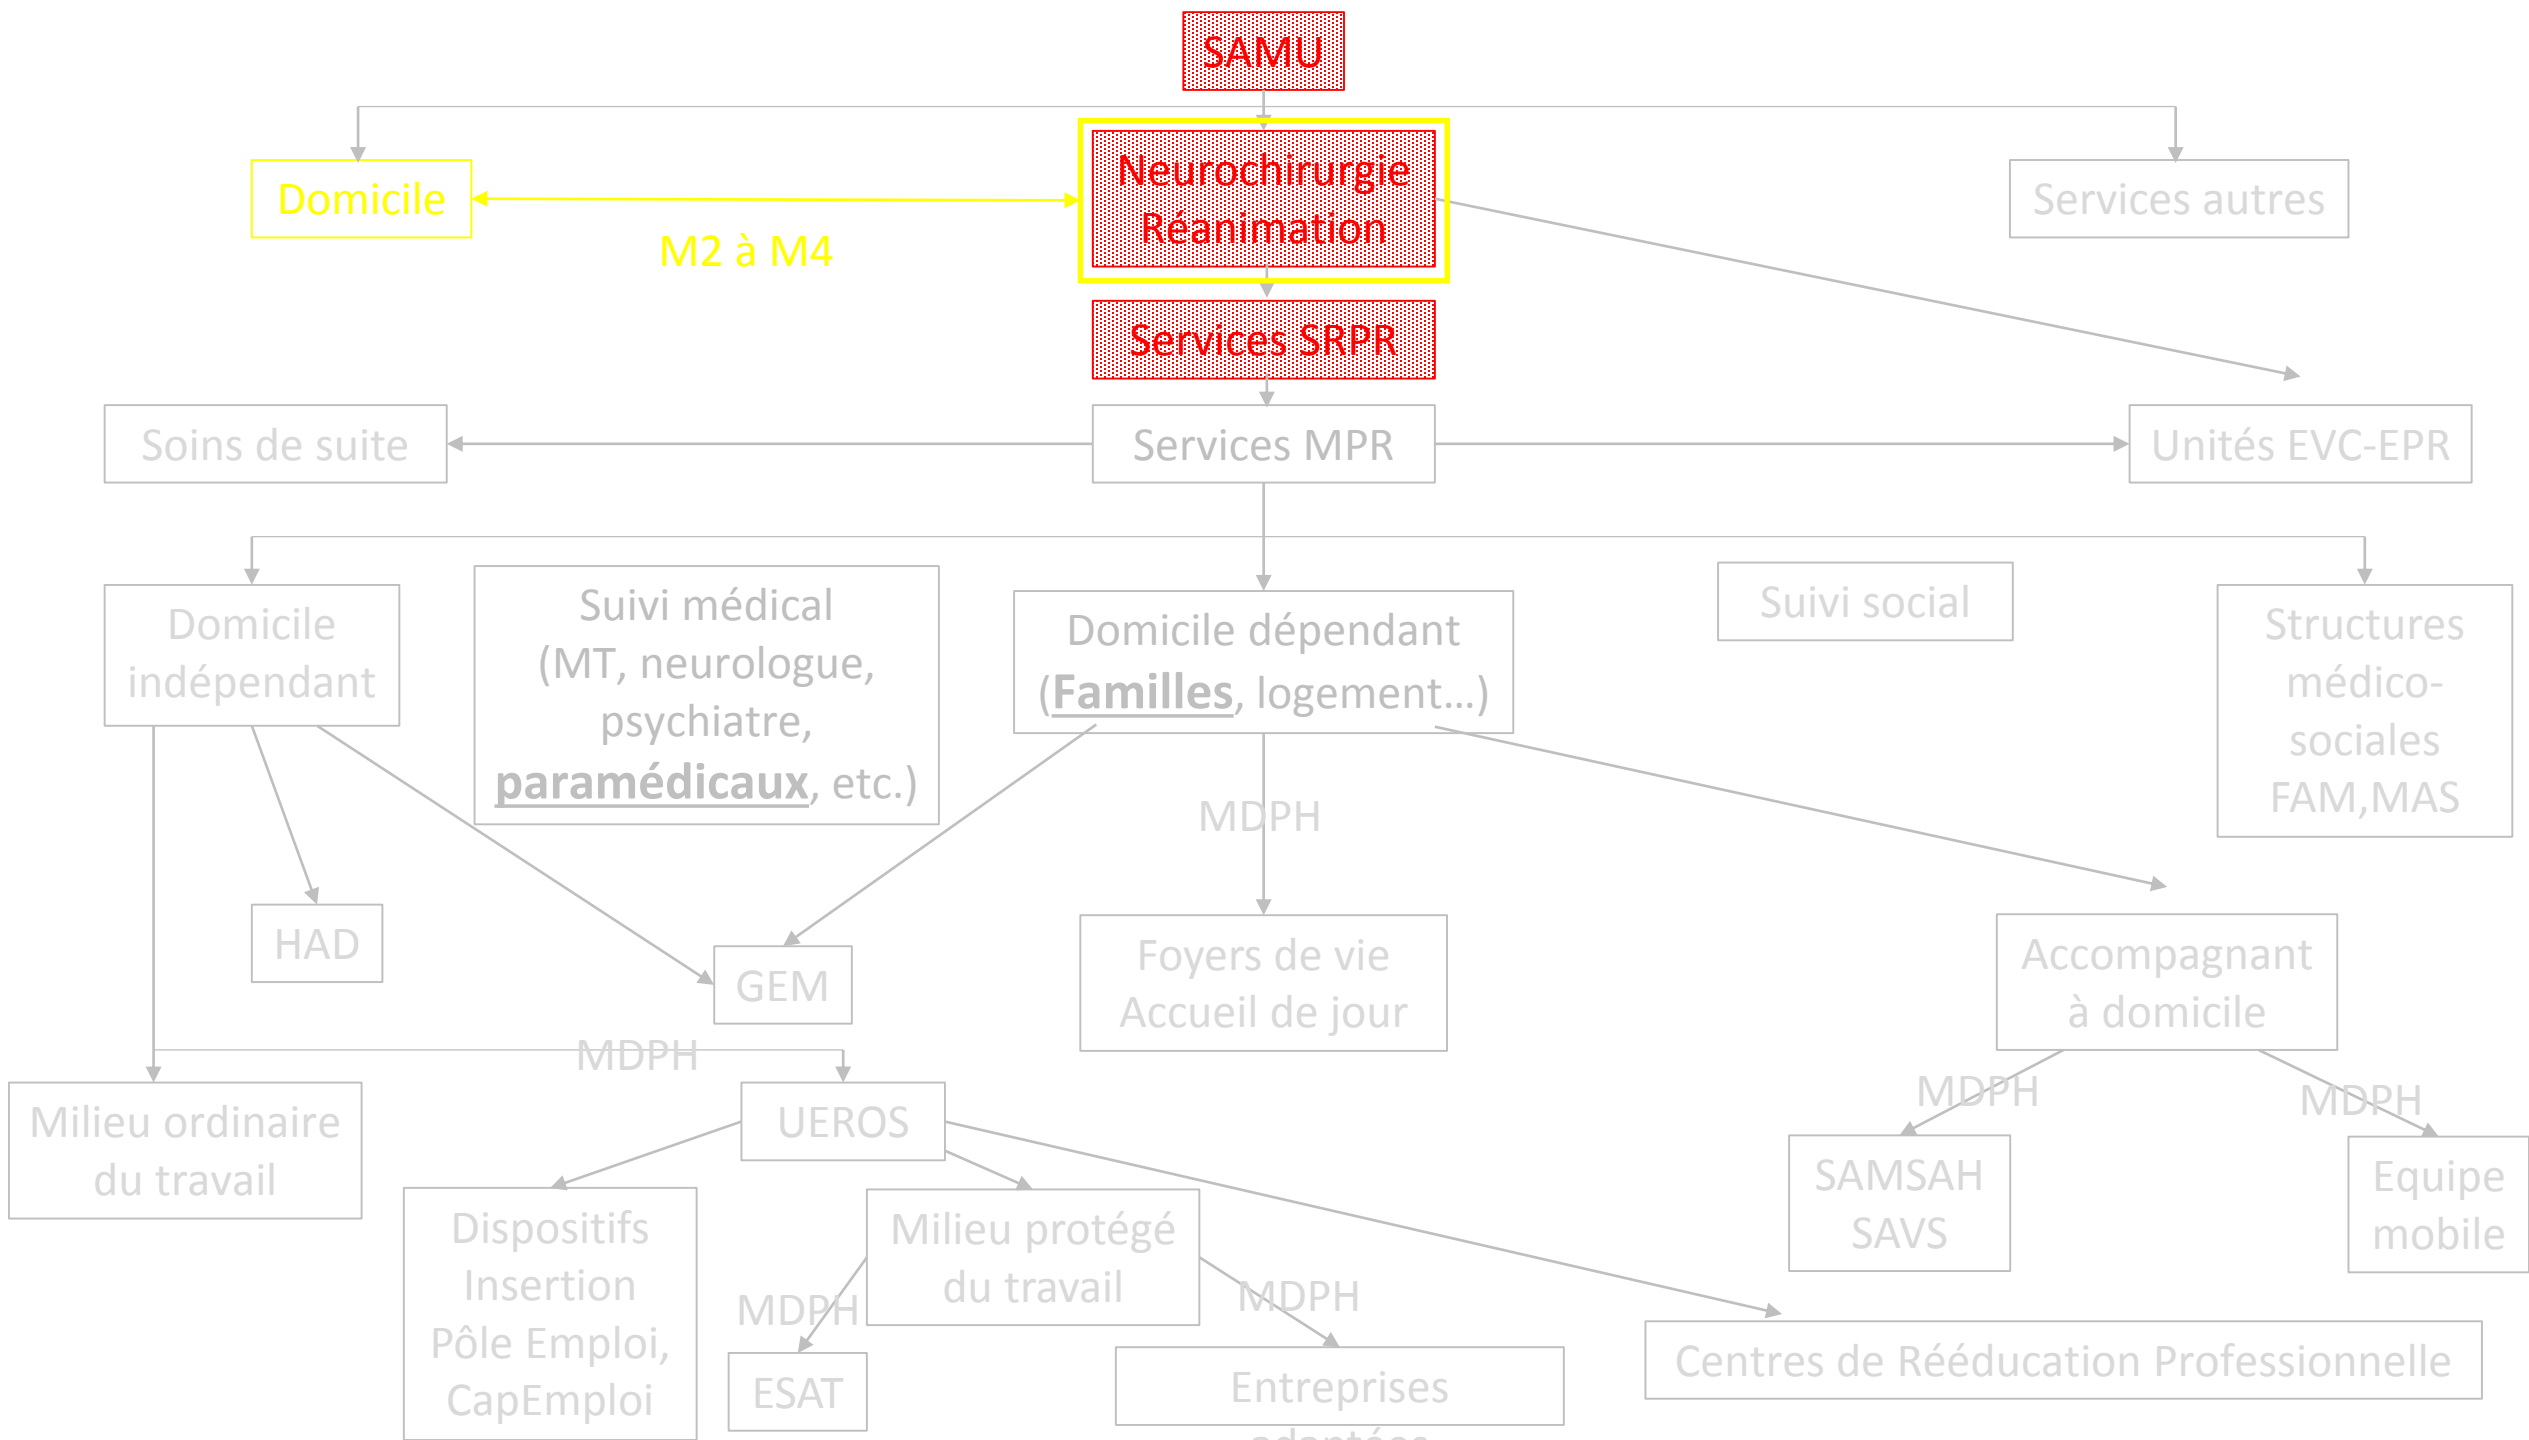 SAMU
Domicile
Neurochirurgie
Réanimation
Services autres
M2 à M4
Services SRPR
Soins de suite
Services MPR
Unités EVC-EPR
Domicile
indépendant
Suivi médical
(MT, neurologue,
psychiatre,
paramédicaux, etc.)
Domicile dépendant
(Familles, logement...)
Suivi social
Structures
médico-
sociales
FAM,MAS
MDPH
HAD
GEM
Foyers de vie
Accueil de jour
Accompagnant
à domicile
MDPH
Milieu ordinaire
du travail
UEROS
MDPH
MDPH
SAMSAH
SAVS
Equipe
mobile
Dispositifs
Insertion
Pôle Emploi,
CapEmploi
Milieu protégé
du travail
MDPH
MDPH
ESAT
Entreprises
adaptées
Centres de Rééducation Professionnelle